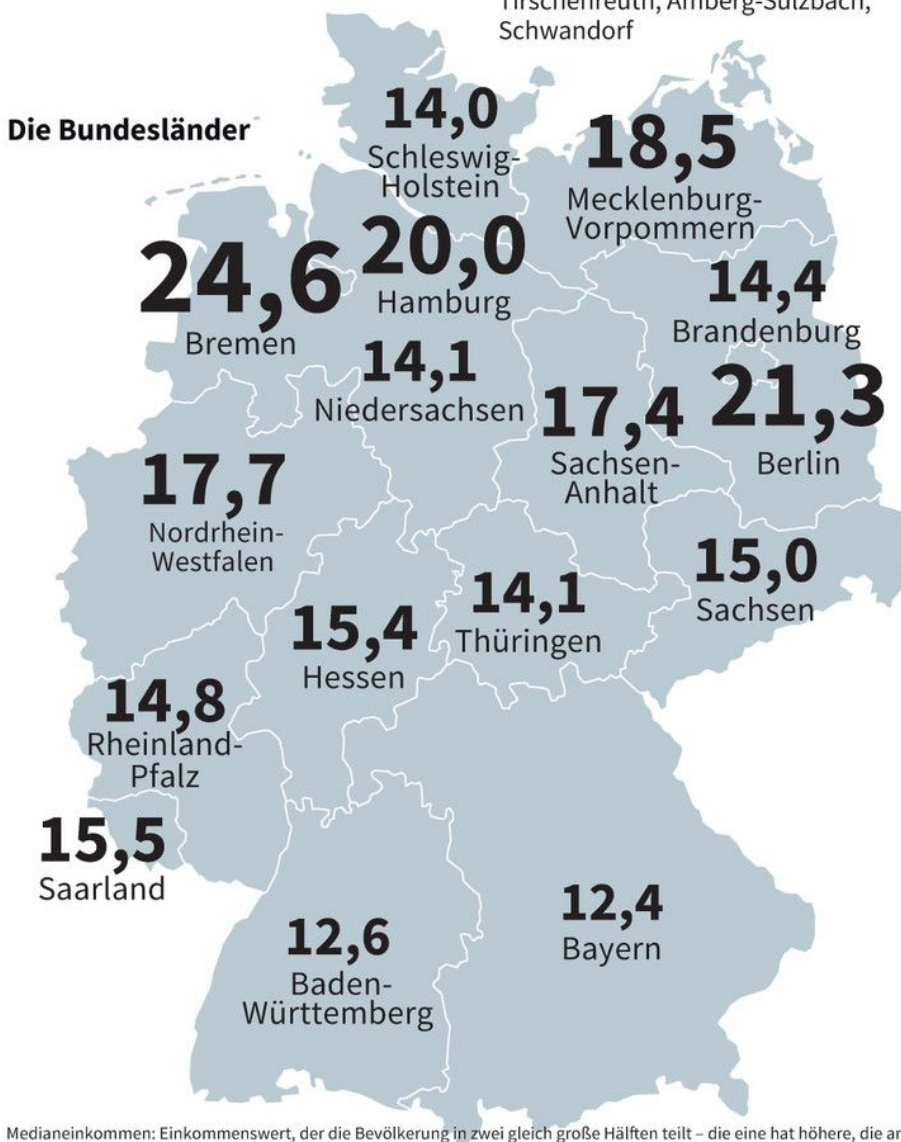 Tirschenreuth, Amberg-Sulzbach,
Schwandorf
Die Bundesländer
14,0
Schleswig-
Holstein
18,5
Mecklenburg-
Vorpommern
24,6
Bremen
20,0
Hamburg
14,4
Brandenburg
14,1
Niedersachsen
17,4
Sachsen-
Anhalt
21,3
Berlin
17,7
Nordrhein-
Westfalen
15,0
Sachsen
14,1
Thüringen
15,4
Hessen
14,8
Rheinland-
Pfalz
15,5
Saarland
12,4
Bayern
12,6
Baden-
Württemberg
Medianeinkommen: Einkommenswert, der die Bevölkerung in zwei gleich große Hälften teilt – die eine hat höhere, die